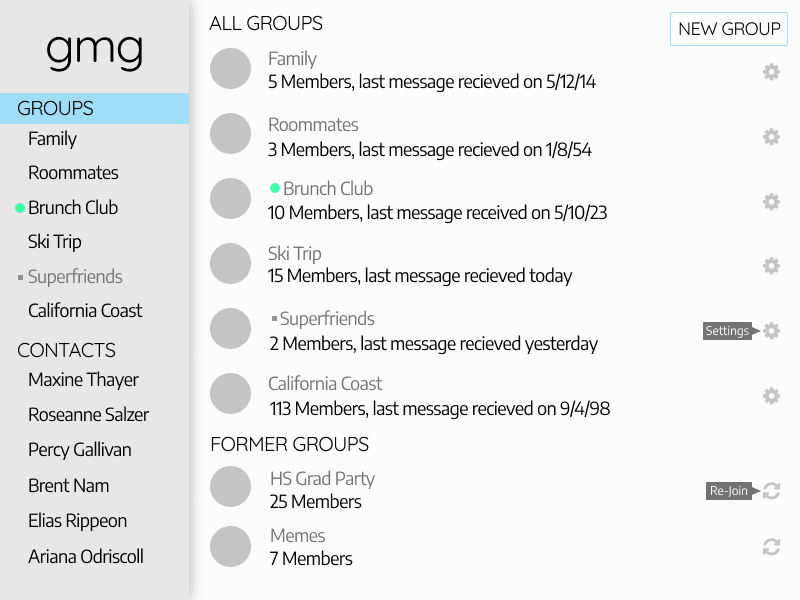 gmg
GROUPS
Family
Roommates
Brunch Club
Ski Trip
Superfriends
California Coast
CONTACTS
Maxine Thayer
Roseanne Salzer
Percy Gallivan
Brent Nam
Elias Rippeon
Ariana Odriscoll
ALL GROUPS
NEW GROUP
Family
5 Members, last message recieved on 5/12/14
Roommates
3 Members, last message recieved on 1/8/54
Brunch Club
10 Members, last message received on 5/10/23
Ski Trip
15 Members, last message recieved today
Superfriends
2 Members, last message recieved yesterday
Settings
California Coast
113 Members, last message recieved on 9/4/98
FORMER GROUPS
HS Grad Party
25 Members
Re-Join
Memes
7 Members